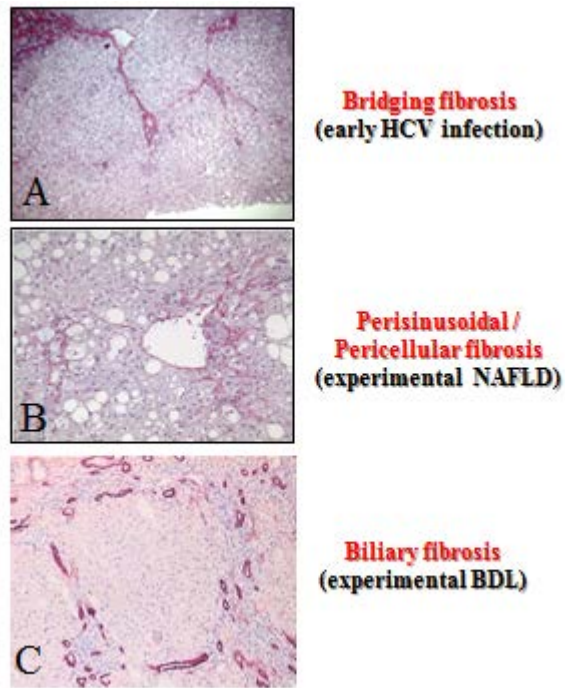 A
Bridging fibrosis
(early HCV infection)
B
Perisinusoidal /
Pericellular fibrosis
(experimental NAFLD)
C
Biliary fibrosis
(experimental BDL)